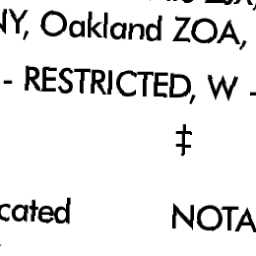 NY, Oakland ZOA,
- RESTRICTED, W -
‡
cated NOTA